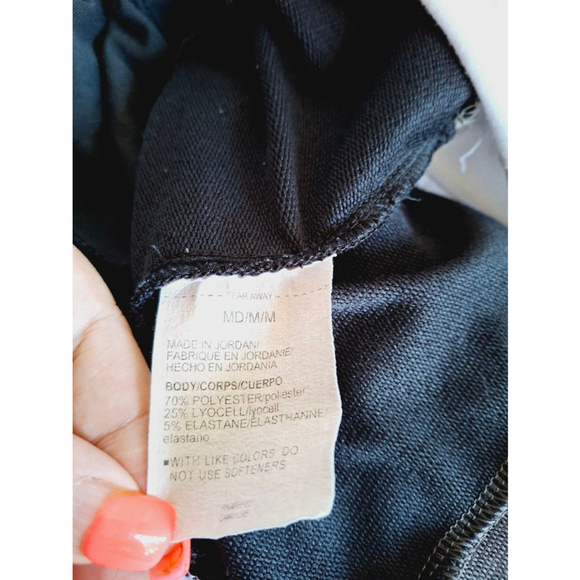 TEAR AWAY
MD/M/M
MADE IN JORDAN/
FABRIQUE EN JORDANIE/
HECHO EN JORDANIA
BODY/CORPS/CUERPO
70% POLYESTER/poliester
25% LYOCELL/lyocell
5% ELASTANE/ELASTHANNE/
elastano
■WITH LIKE COLORS DO
NOT USE SOFTENERS